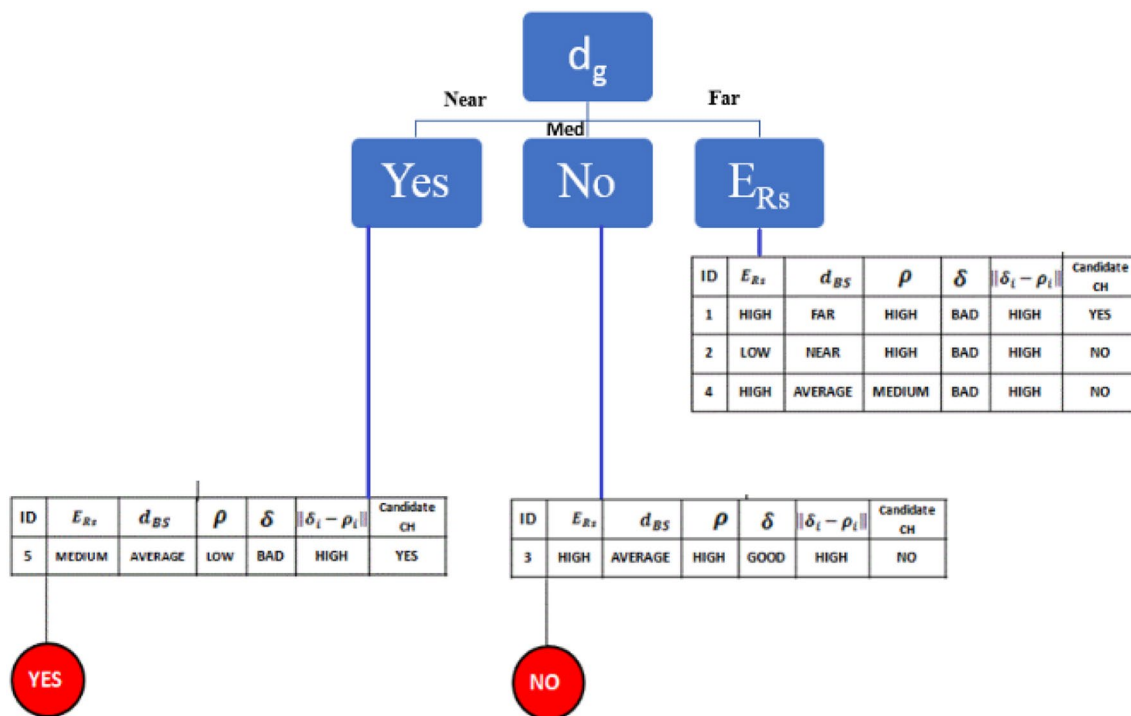 d_g
Near Far
Med
Yes No E_Rs
ID E_Rs d_BS ρ δ ‖δ_i − ρ_i‖ Candidate CH
1 HIGH FAR HIGH BAD HIGH YES
2 LOW NEAR HIGH BAD HIGH NO
4 HIGH AVERAGE MEDIUM BAD HIGH NO
ID E_Rs d_BS ρ δ ‖δ_i − ρ_i‖ Candidate CH
5 MEDIUM AVERAGE LOW BAD HIGH YES
ID E_Rs d_BS ρ δ ‖δ_i − ρ_i‖ Candidate CH
3 HIGH AVERAGE HIGH GOOD HIGH NO
YES
NO